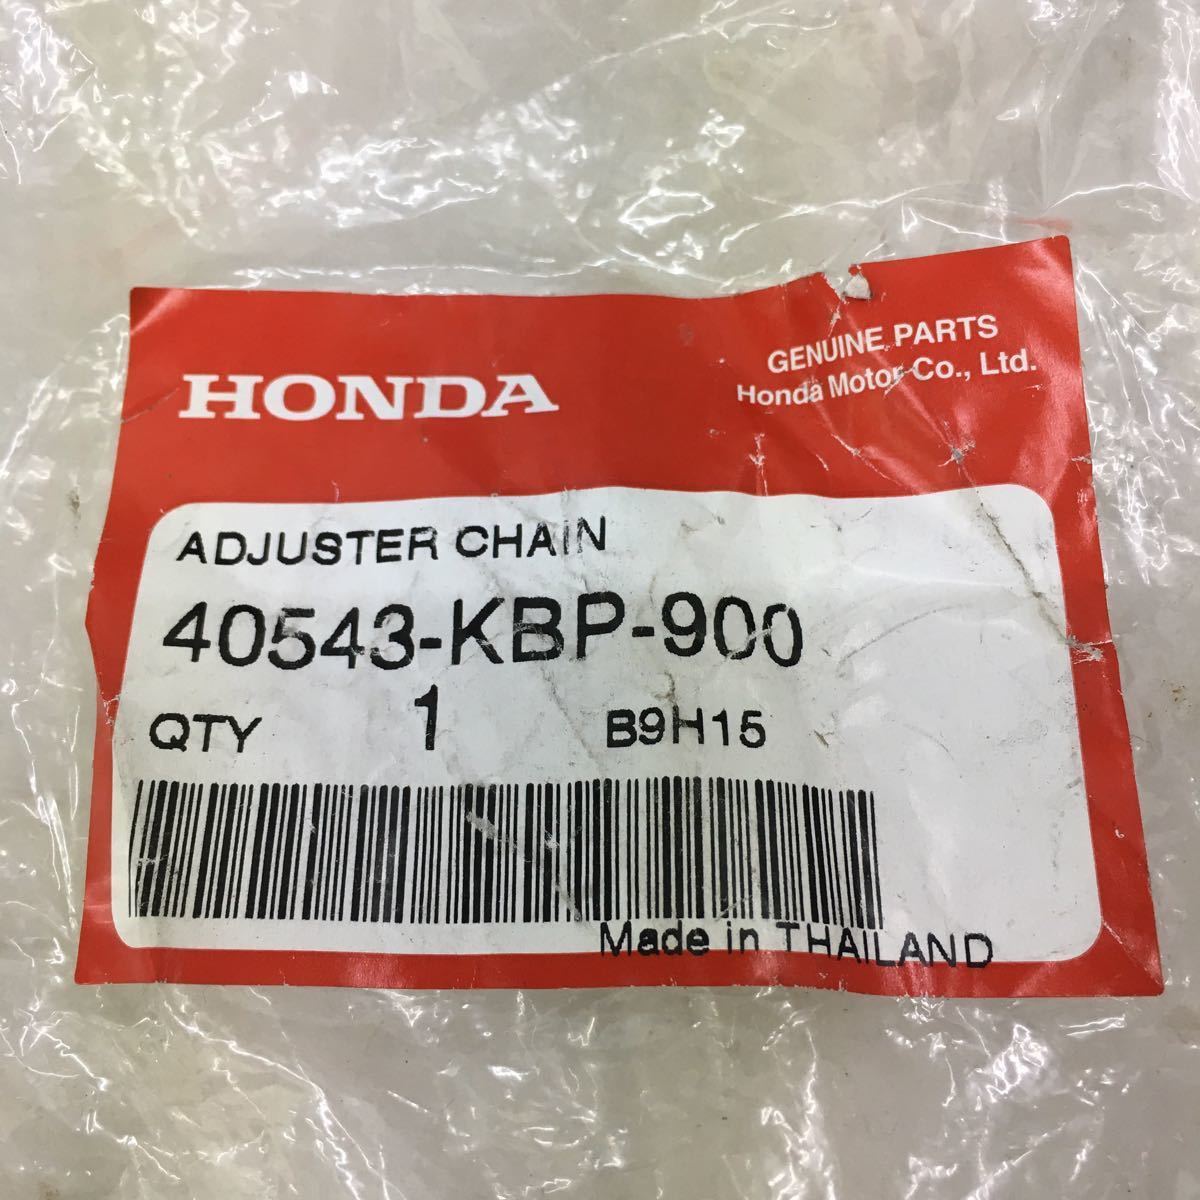 HONDA
GENUINE PARTS
Honda Motor Co., Ltd.
ADJUSTER CHAIN
40543-KBP-900
QTY 1 B9H15
Made in THAILAND